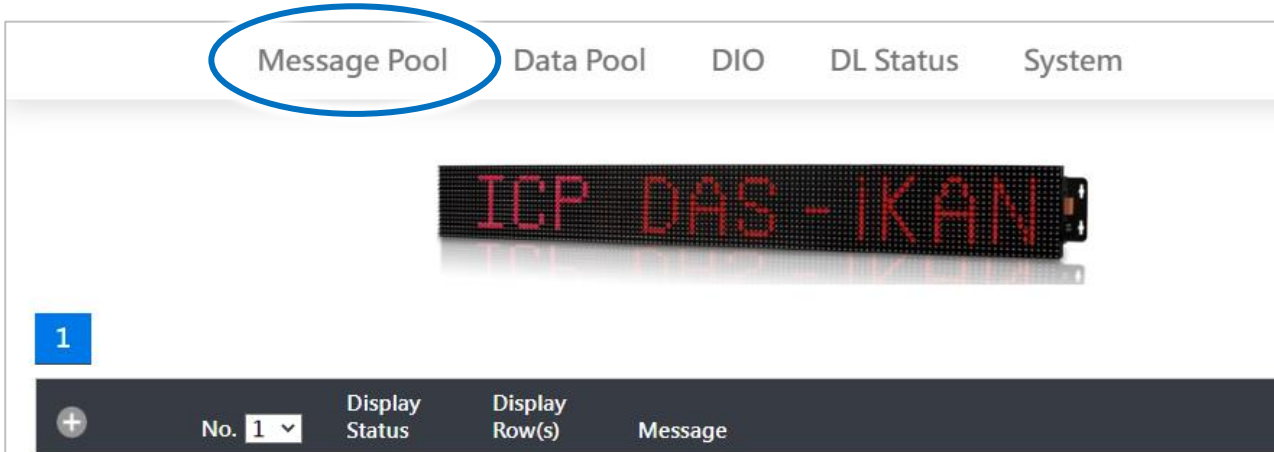 Message Pool Data Pool DIO DL Status System
ICP DAS-iKAN
1
No. 1 Display Status Display Row(s) Message